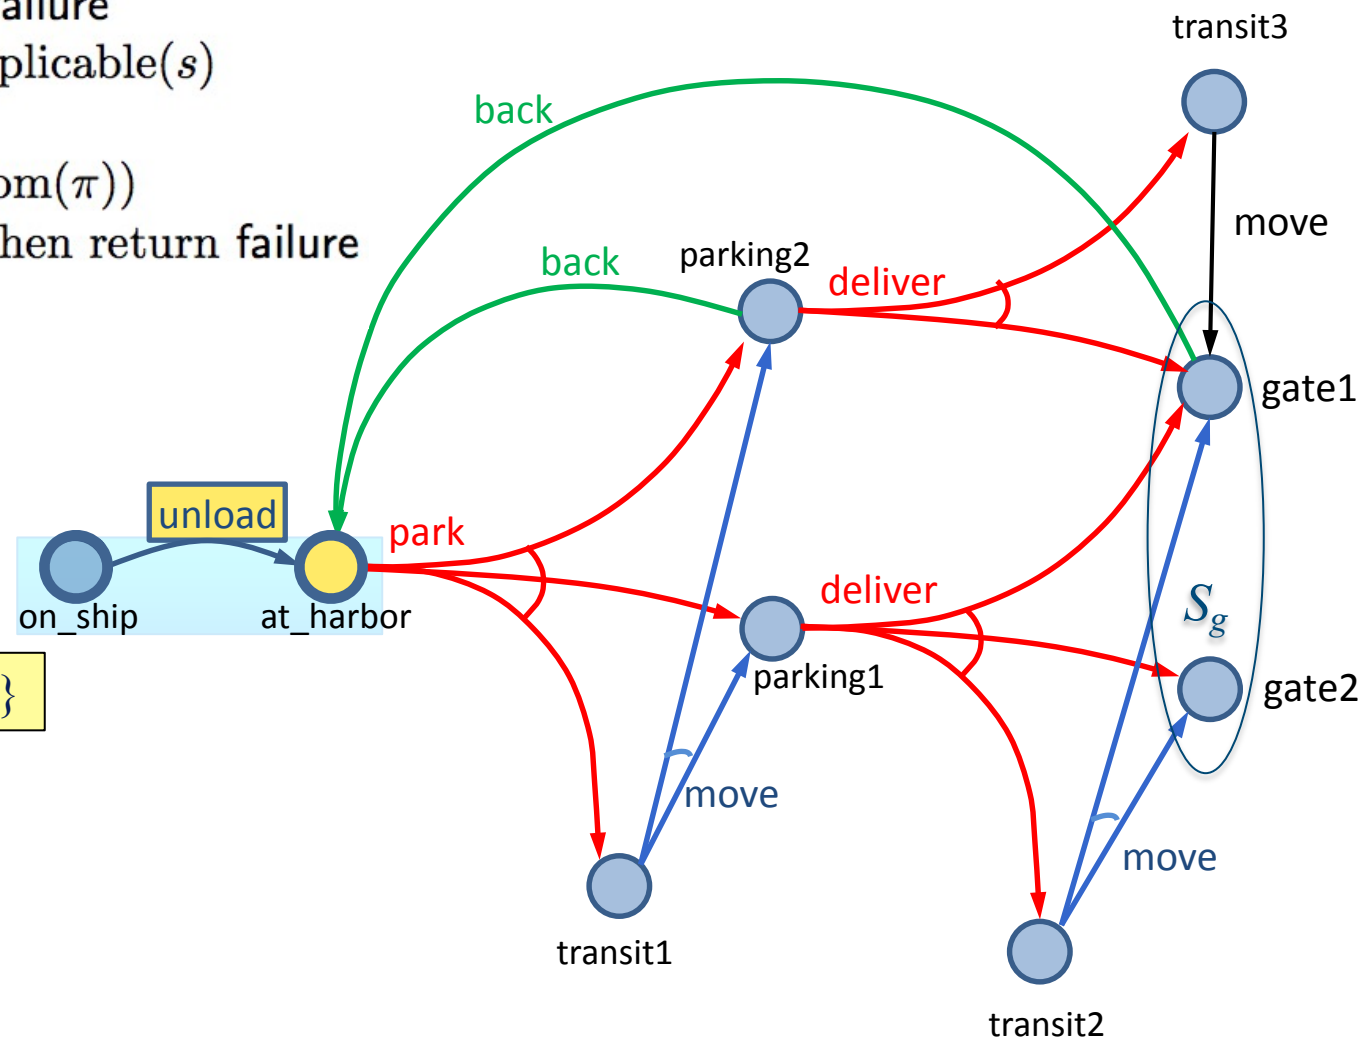 ailure
plicable(s)
om(π))
hen return failure
transit3
back
move
parking2
back
deliver
gate1
unload
park
on_ship
at_harbor
deliver
S_g
parking1
}
gate2
move
move
transit1
transit2